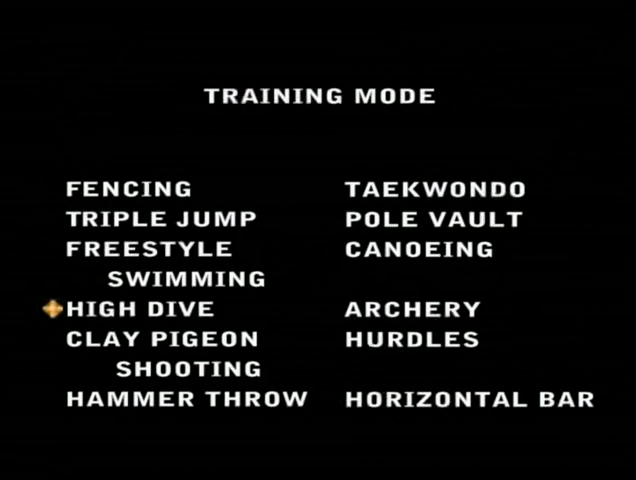 TRAINING MODE
FENCING
TRIPLE JUMP
FREESTYLE
SWIMMING
HIGH DIVE
CLAY PIGEON
SHOOTING
HAMMER THROW
TAEKWONDO
POLE VAULT
CANOEING
ARCHERY
HURDLES
HORIZONTAL BAR